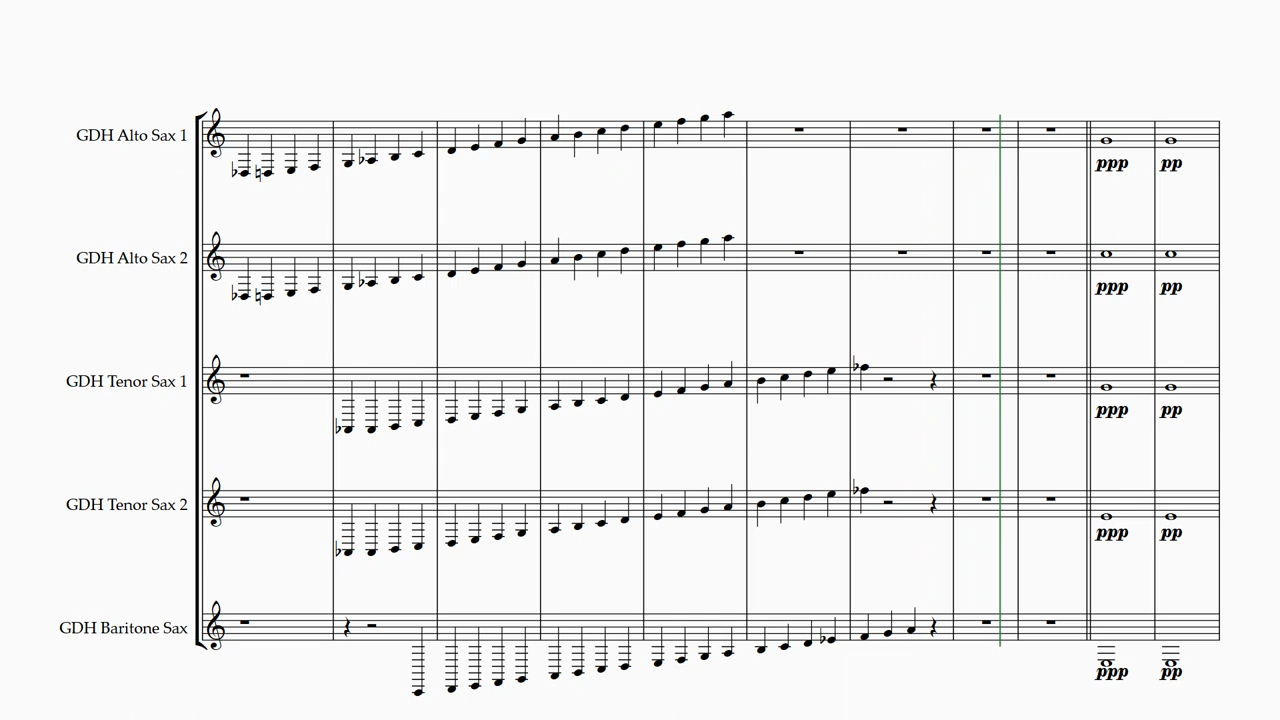 GDH Alto Sax 1
ppp pp
GDH Alto Sax 2
ppp pp
GDH Tenor Sax 1
ppp pp
GDH Tenor Sax 2
ppp pp
GDH Baritone Sax
ppp pp